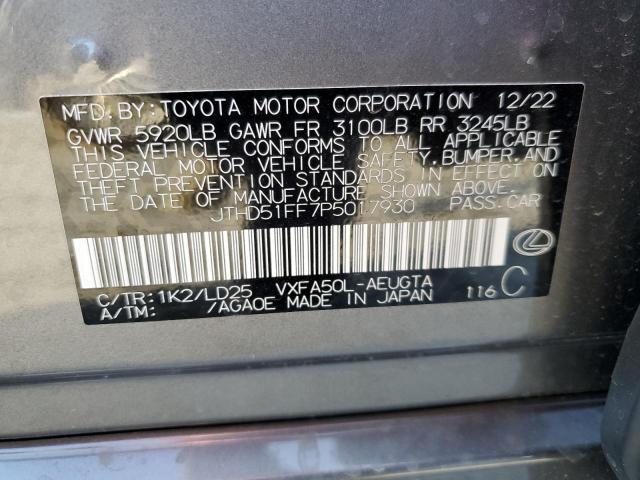 MFD. BY: TOYOTA MOTOR CORPORATION 12/22
GVWR 5920LB GAWR FR 3100LB RR 3245LB
THIS VEHICLE CONFORMS TO ALL APPLICABLE
FEDERAL MOTOR VEHICLE SAFETY, BUMPER, AND
THEFT PREVENTION STANDARDS IN EFFECT ON
THE DATE OF MANUFACTURE SHOWN ABOVE.
JTHD51FF7P5017930 PASS.CAR
C/TR: 1K2/LD25 VXFA50L-AEUGTA
A/TM: /AGA0E MADE IN JAPAN 116 C